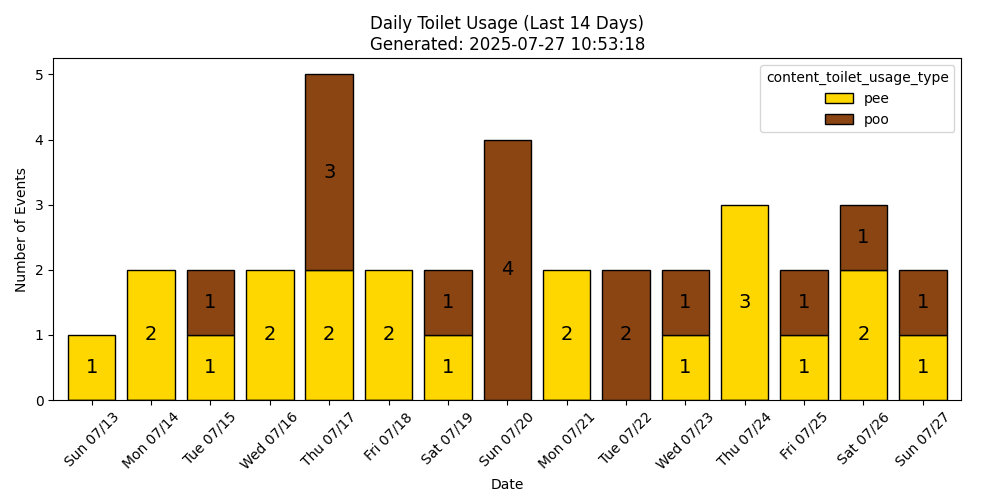 Daily Toilet Usage (Last 14 Days)
Generated: 2025-07-27 10:53:18
content_toilet_usage_type
pee
poo
Number of Events
5
4
3
2
1
0
1
2
1
1
2
3
2
2
1
1
4
2
2
1
1
3
1
1
1
2
1
1
Sun 07/13
Mon 07/14
Tue 07/15
Wed 07/16
Thu 07/17
Fri 07/18
Sat 07/19
Sun 07/20
Mon 07/21
Tue 07/22
Wed 07/23
Thu 07/24
Fri 07/25
Sat 07/26
Sun 07/27
Date